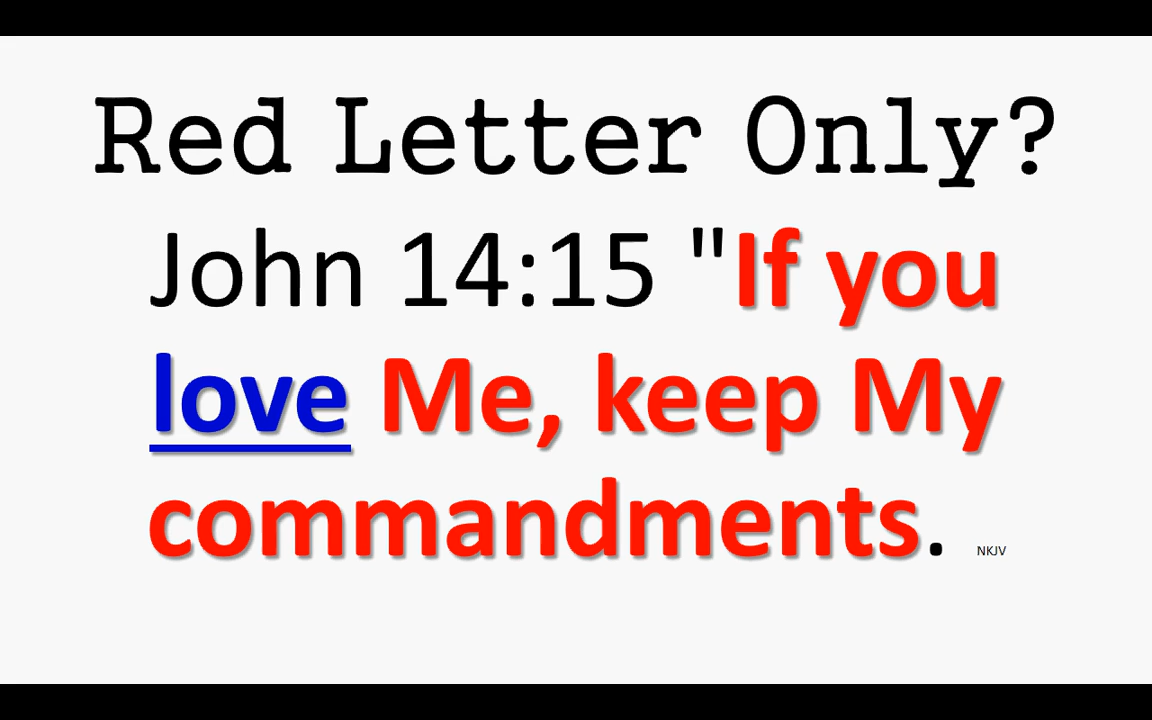 Red Letter Only?
John 14:15 "If you
love Me, keep My
commandments. NKJV